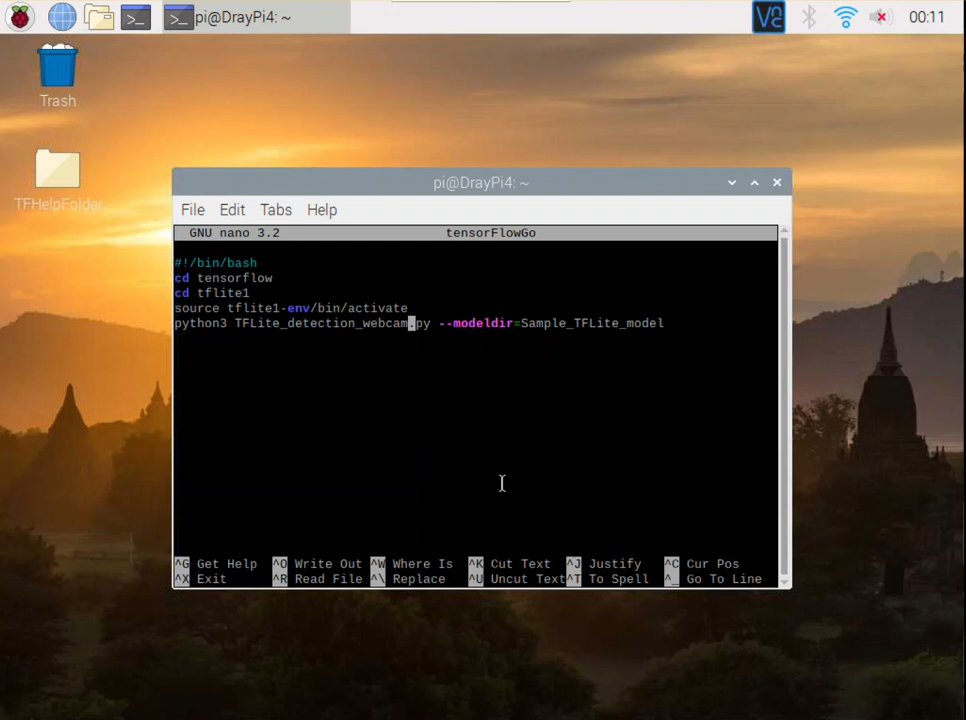 pi@DrayPi4: ~
00:11
Trash
TFHelpFolder
pi@DrayPi4: ~
File Edit Tabs Help
GNU nano 3.2 tensorFlowGo
#!/bin/bash
cd tensorflow
cd tflite1
source tflite1-env/bin/activate
python3 TFLite_detection_webcam.py --modeldir=Sample_TFLite_model
^G Get Help ^O Write Out ^W Where Is ^K Cut Text ^J Justify ^C Cur Pos
^X Exit ^R Read File ^\ Replace ^U Uncut Text ^T To Spell ^_ Go To Line